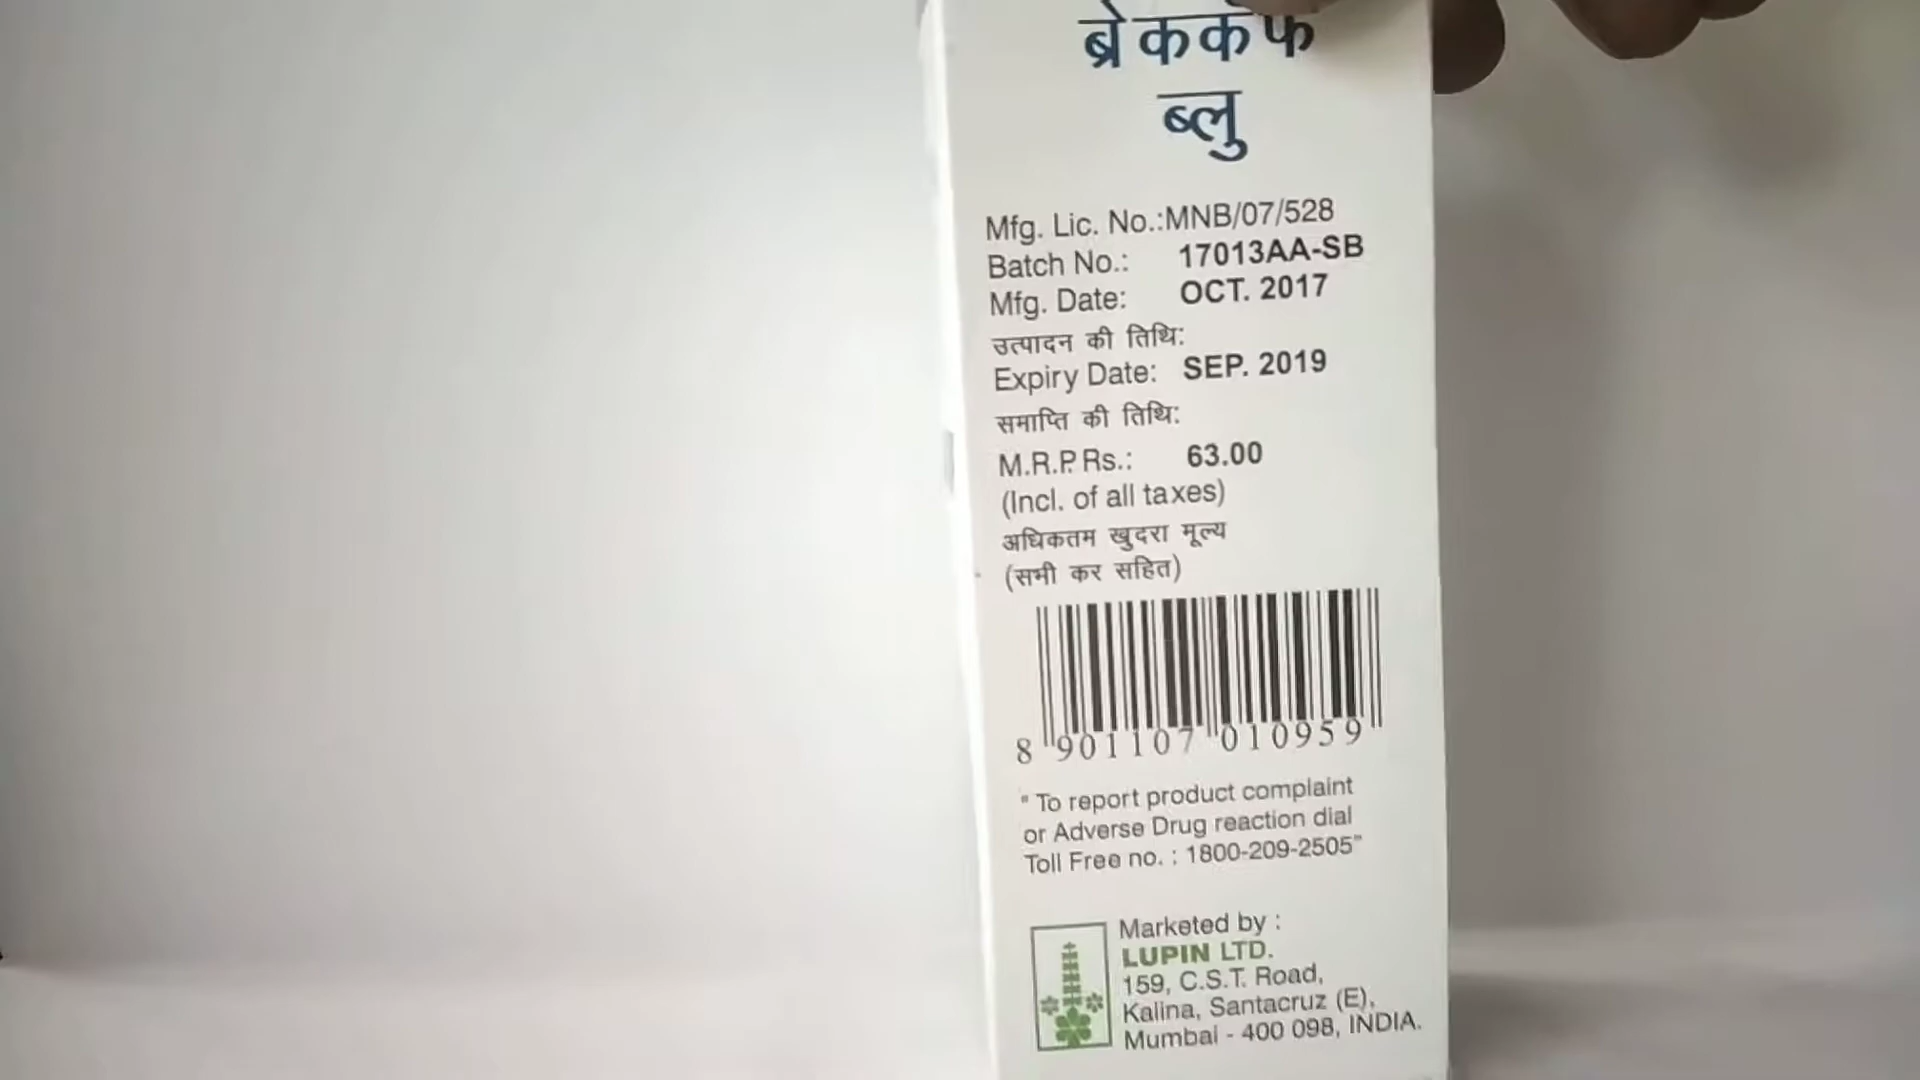 ब्रेककॅफ
ब्लु
Mfg. Lic. No.:MNB/07/528
Batch No.: 17013AA-SB
Mfg. Date: OCT. 2017
उत्पादन की तिथि:
Expiry Date: SEP. 2019
समाप्ति की तिथि:
M.R.P. Rs.: 63.00
(Incl. of all taxes)
अधिकतम खुदरा मूल्य
(सभी कर सहित)
8 901107 010959
" To report product complaint
or Adverse Drug reaction dial
Toll Free no. : 1800-209-2505"
Marketed by :
LUPIN LTD.
159, C.S.T. Road,
Kalina, Santacruz (E),
Mumbai - 400 098, INDIA.